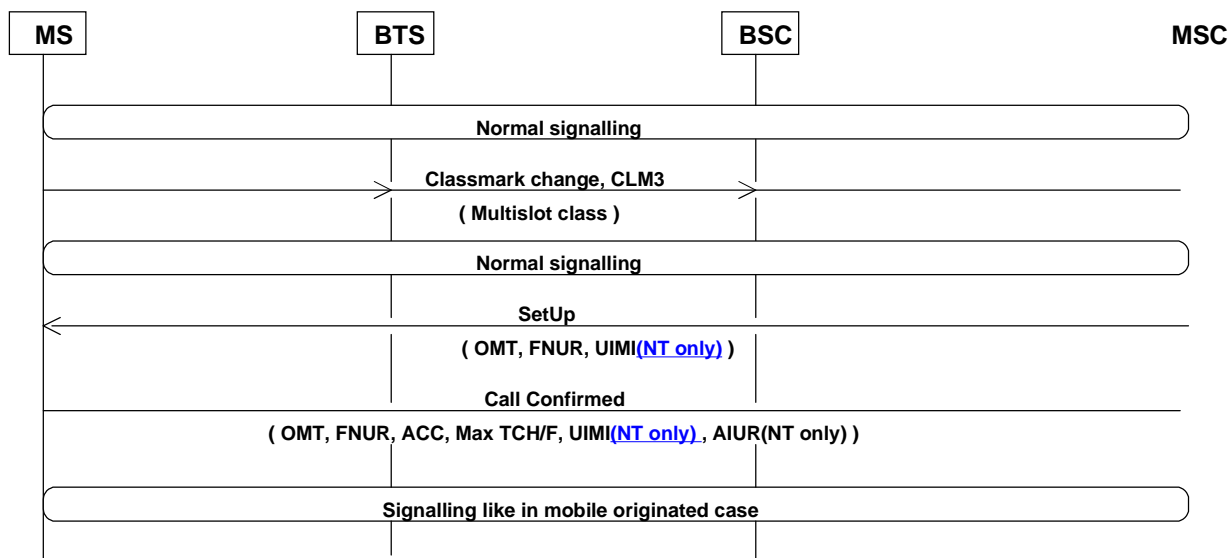 MS BTS BSC MSC
Normal signalling
Classmark change, CLM3
( Multislot class )
Normal signalling
SetUp
( OMT, FNUR, UIMI(NT only) )
Call Confirmed
( OMT, FNUR, ACC, Max TCH/F, UIMI(NT only) , AIUR(NT only) )
Signalling like in mobile originated case